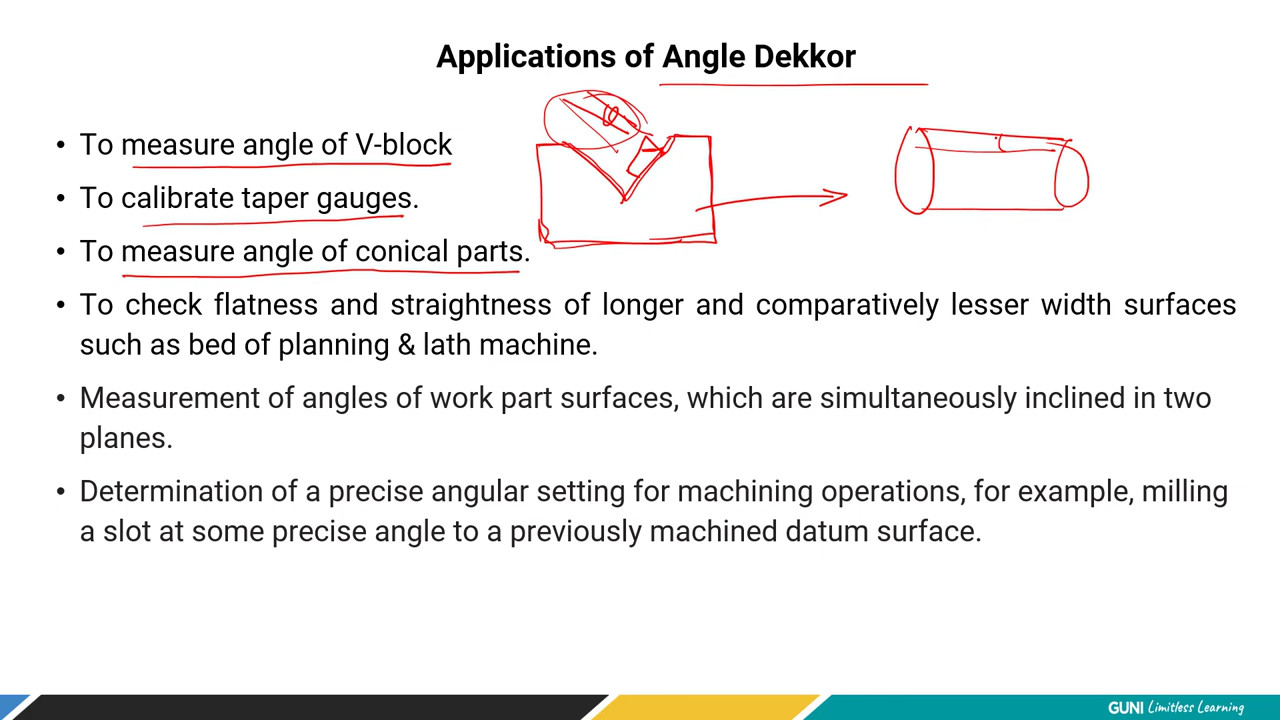 Applications of Angle Dekkor
• To measure angle of V-block
• To calibrate taper gauges.
• To measure angle of conical parts.
• To check flatness and straightness of longer and comparatively lesser width surfaces
such as bed of planning & lath machine.
• Measurement of angles of work part surfaces, which are simultaneously inclined in two
planes.
• Determination of a precise angular setting for machining operations, for example, milling
a slot at some precise angle to a previously machined datum surface.
GUNI Limitless Learning